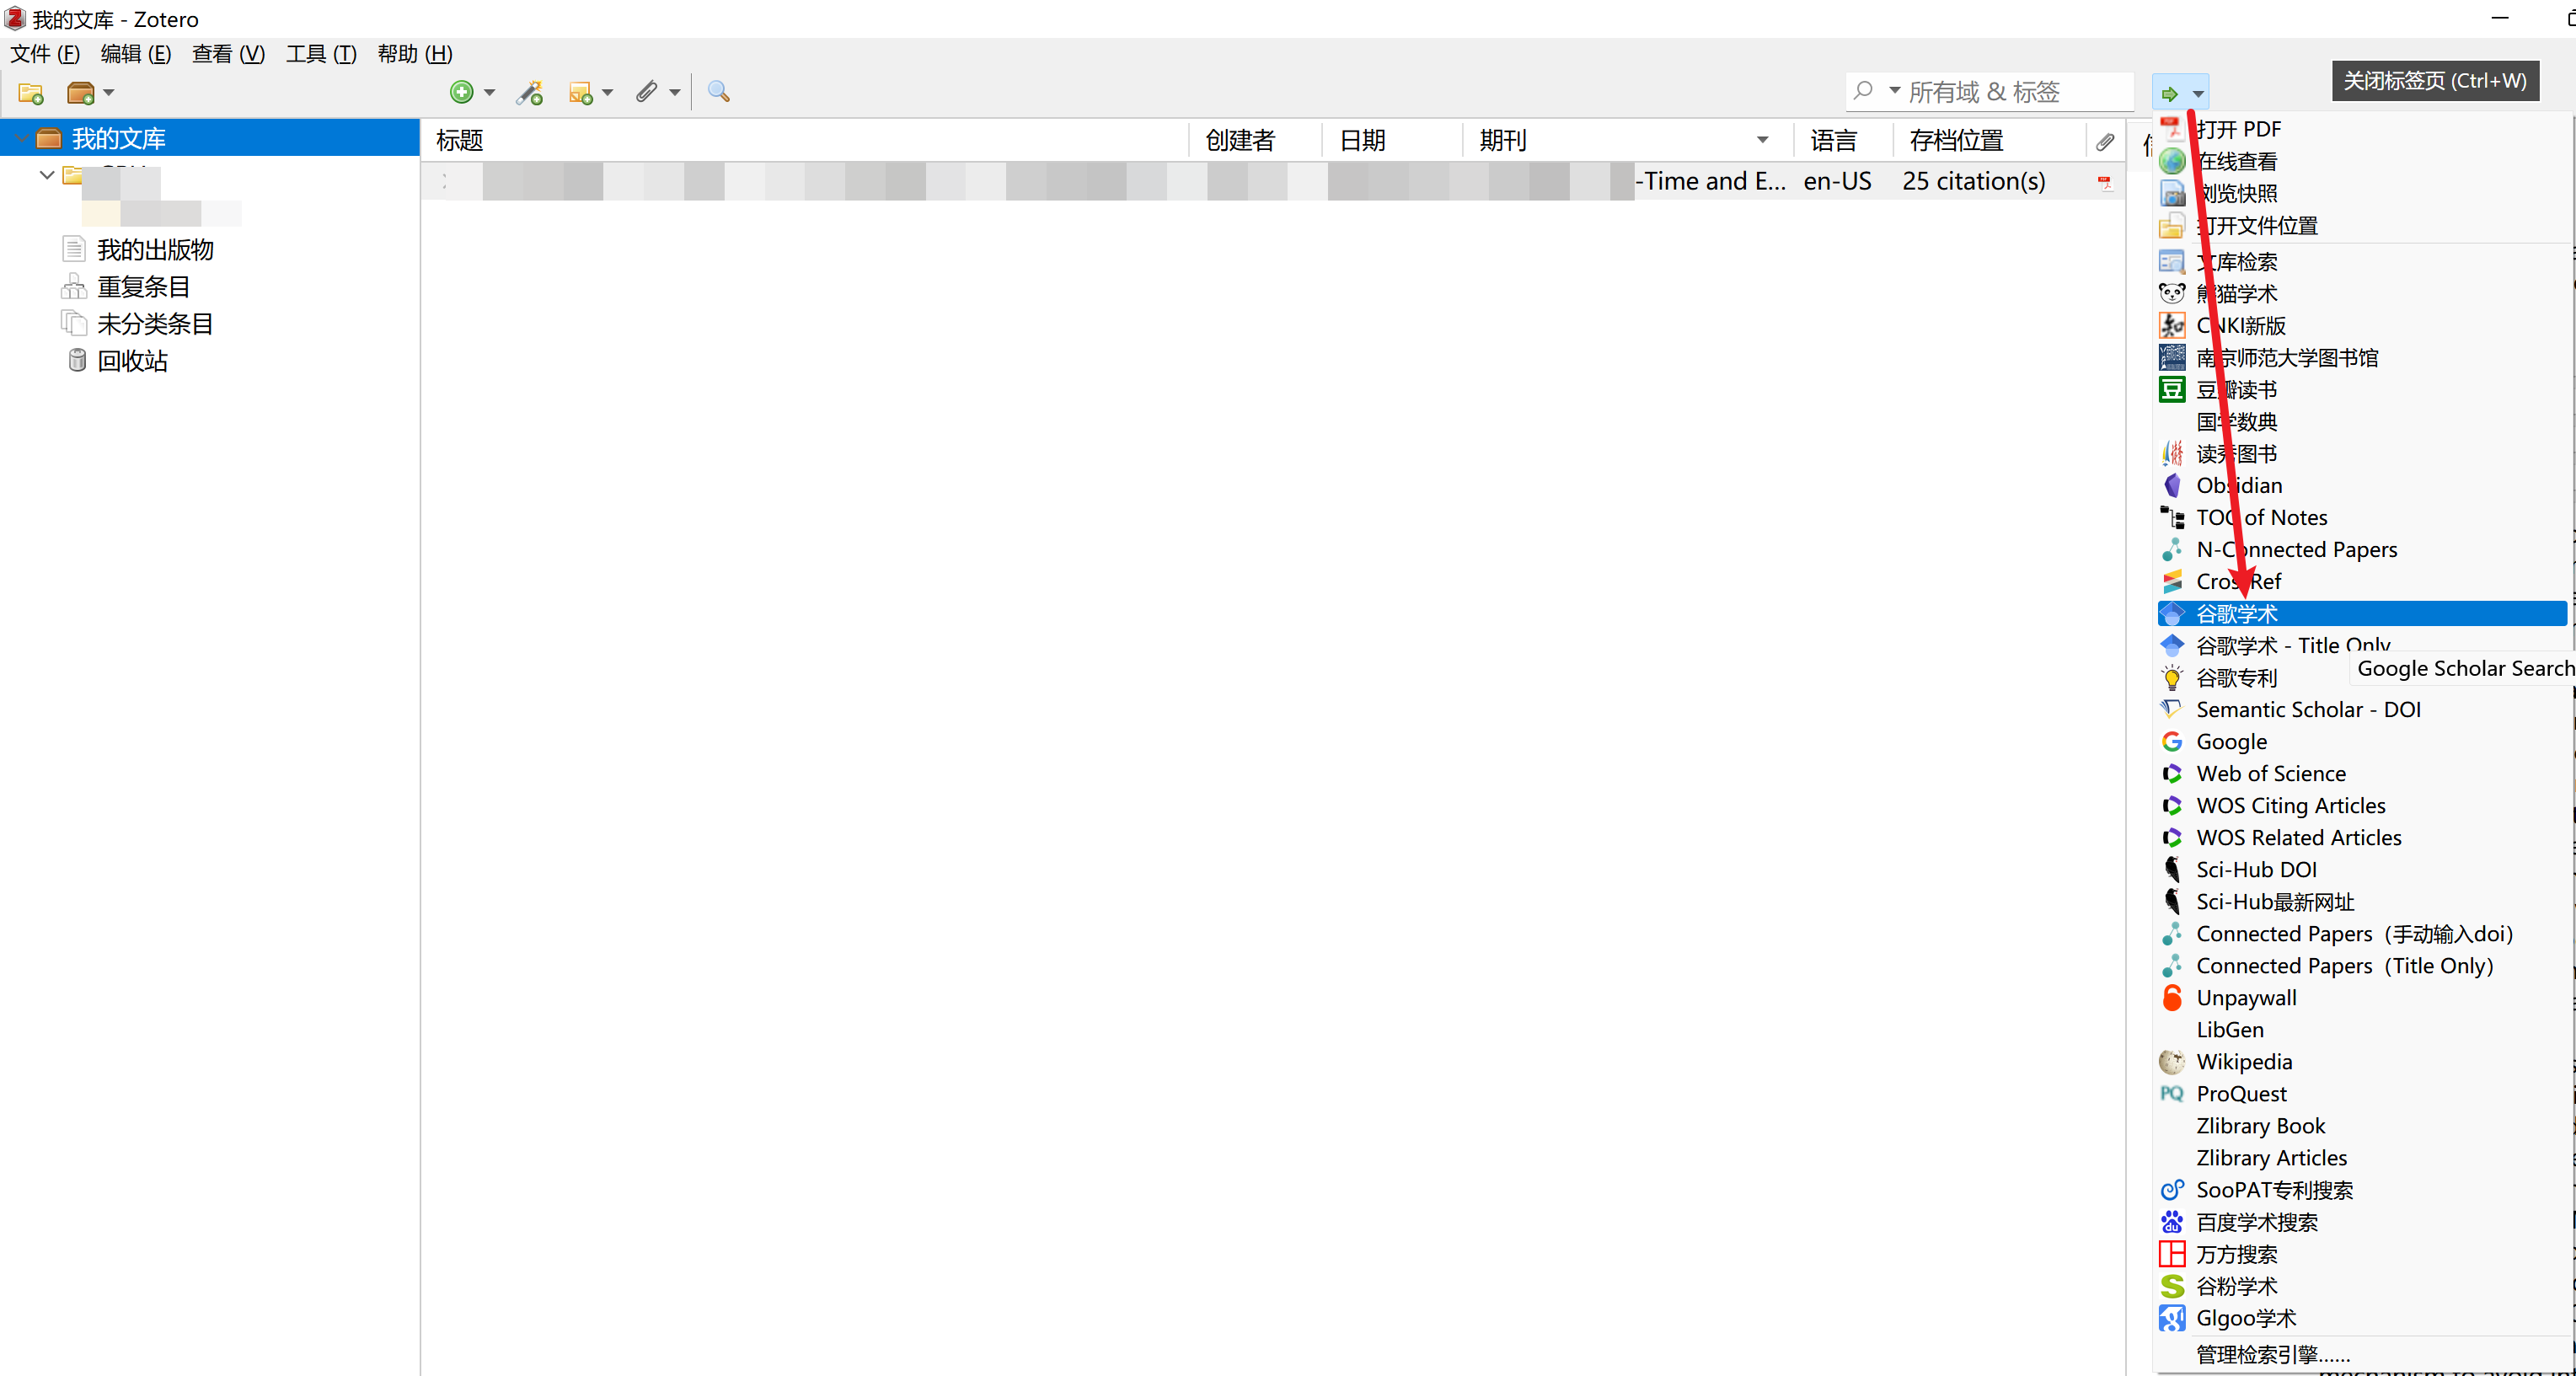 我的文库 - Zotero
文件 (F) 编辑 (E) 查看 (V) 工具 (T) 帮助 (H)
所有域 & 标签
关闭标签页 (Ctrl+W)
我的文库
我的出版物
重复条目
未分类条目
回收站
标题 创建者 日期 期刊 语言 存档位置
-Time and E... en-US 25 citation(s)
打开 PDF
在线查看
浏览快照
打开文件位置
文库检索
熊猫学术
CNKI新版
南京师范大学图书馆
豆瓣读书
国学数典
读秀图书
Obsidian
TOC of Notes
N-Connected Papers
CrossRef
谷歌学术
谷歌学术 - Title Only
Google Scholar Search
谷歌专利
Semantic Scholar - DOI
Google
Web of Science
WOS Citing Articles
WOS Related Articles
Sci-Hub DOI
Sci-Hub最新网址
Connected Papers（手动输入doi）
Connected Papers（Title Only）
Unpaywall
LibGen
Wikipedia
PQ ProQuest
Zlibrary Book
Zlibrary Articles
SooPAT专利搜索
百度学术搜索
万方搜索
谷粉学术
Glgoo学术
管理检索引擎......